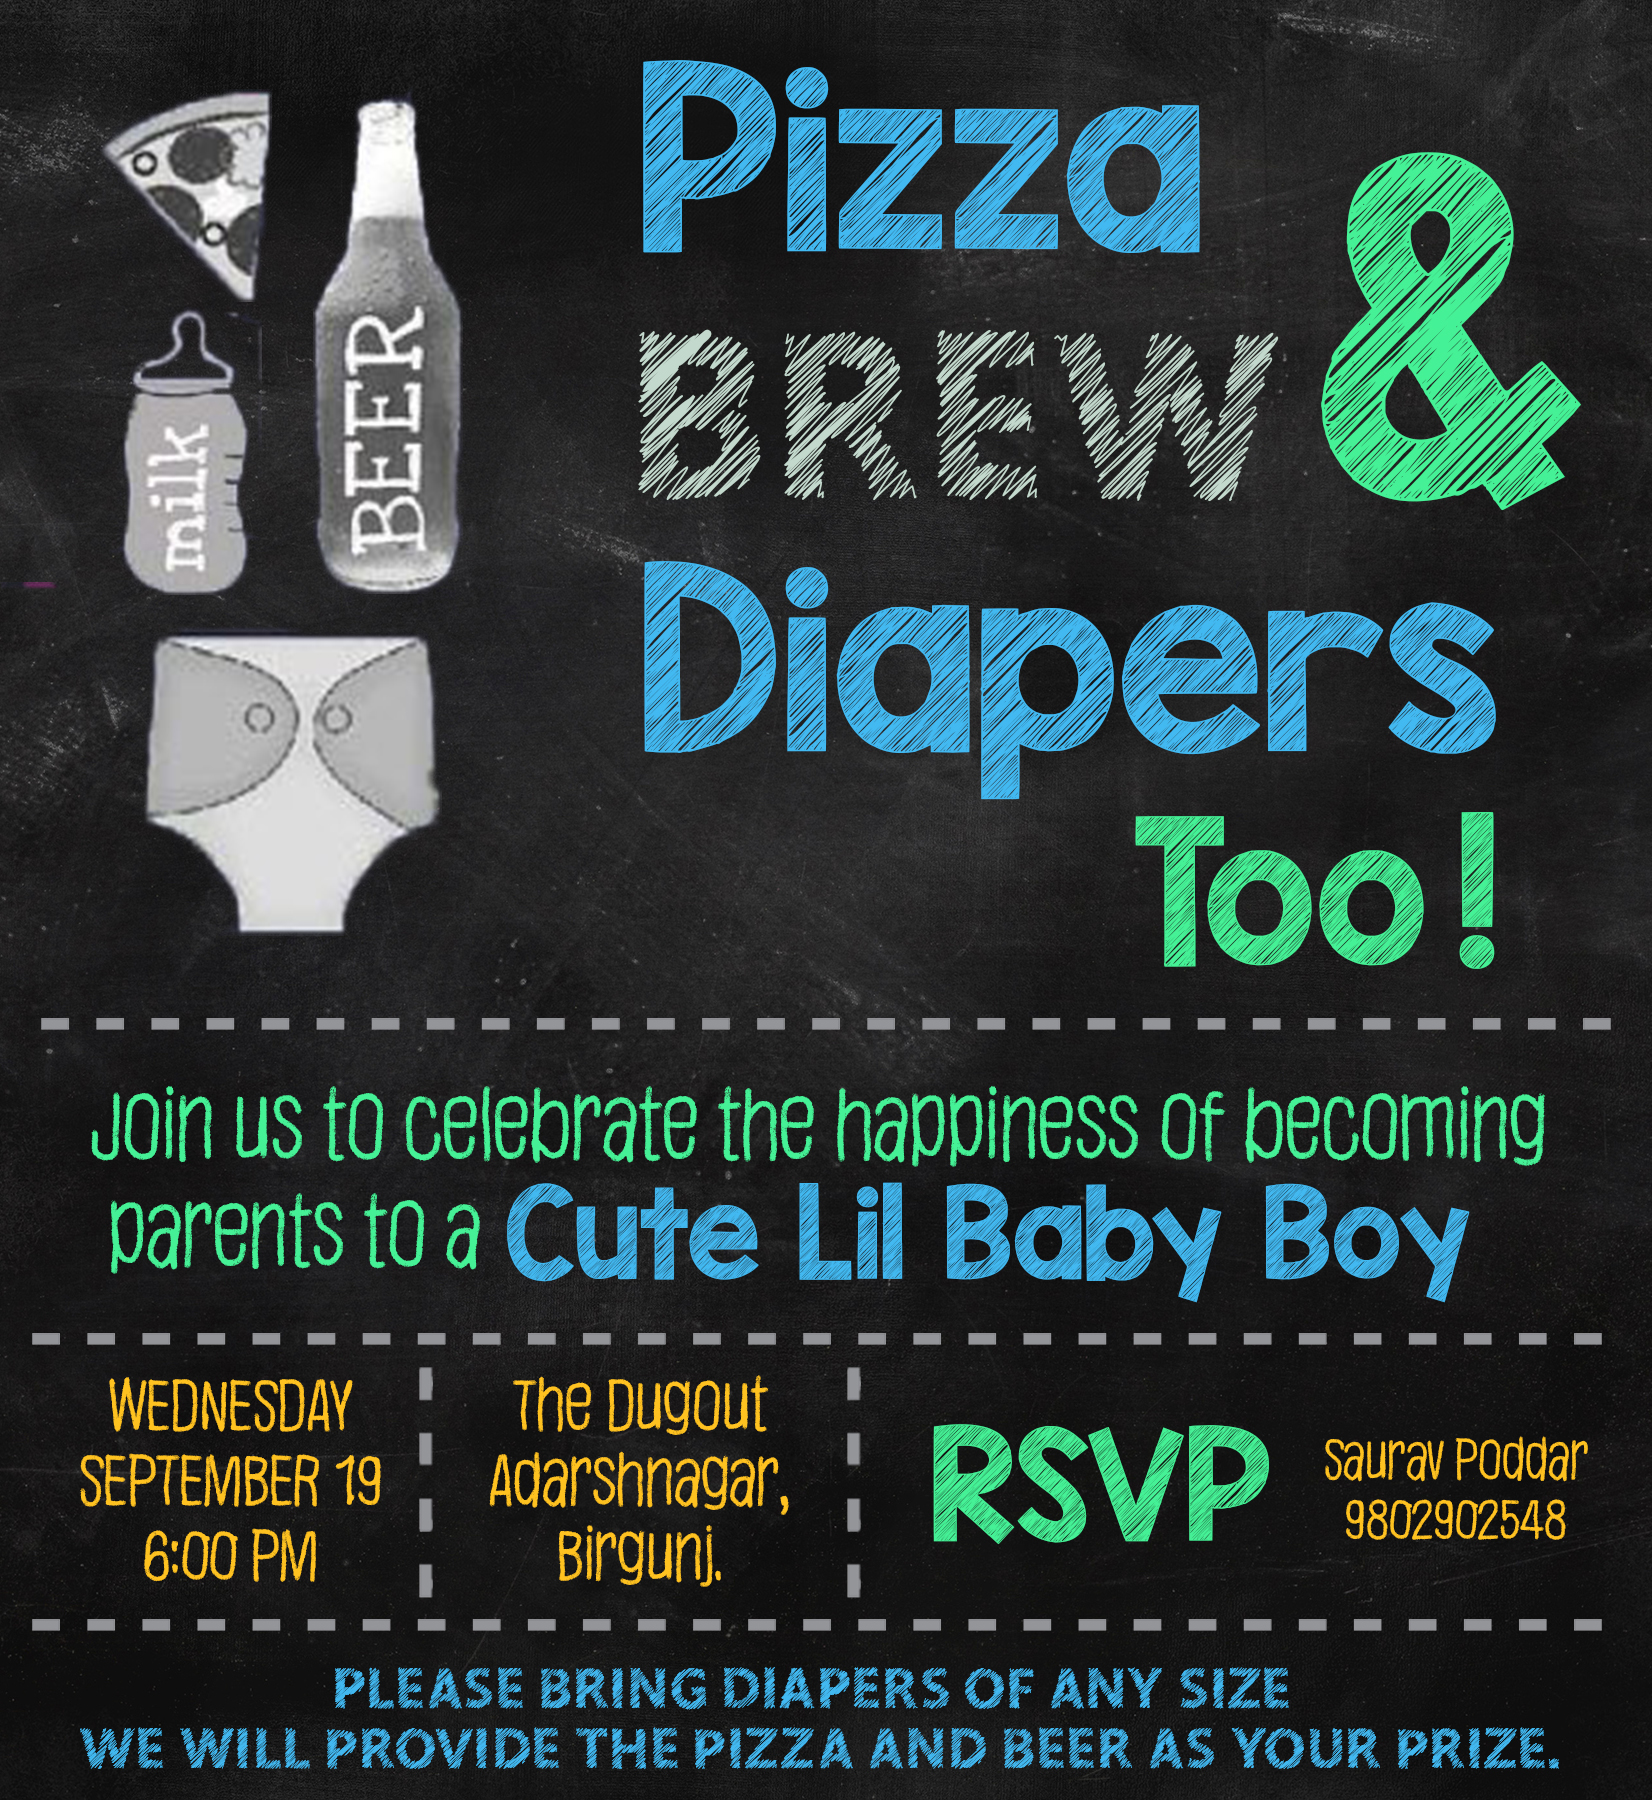 Pizza
BREW &
Diapers
Too!
milk
BEER
Join us to celebrate the happiness of becoming
parents to a Cute Lil Baby Boy
WEDNESDAY
SEPTEMBER 19
6:00 PM
The Dugout
Adarshnagar,
Birgunj.
RSVP
Saurav Poddar
9802902548
PLEASE BRING DIAPERS OF ANY SIZE
WE WILL PROVIDE THE PIZZA AND BEER AS YOUR PRIZE.